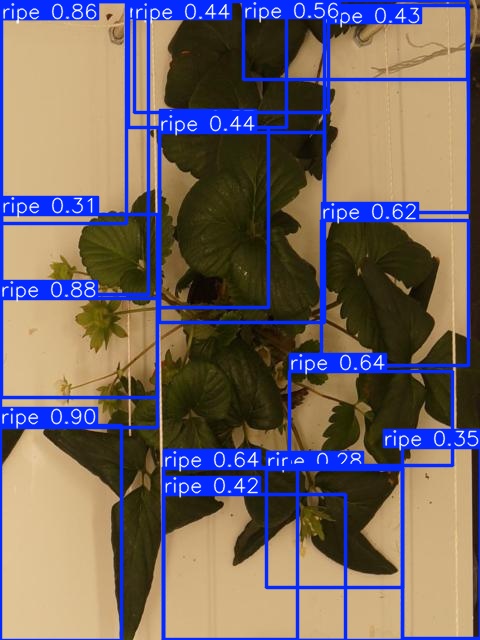 ripe 0.86
ripe 0.44
ripe 0.56
ripe 0.43
ripe 0.44
ripe 0.31
ripe 0.62
ripe 0.88
ripe 0.64
ripe 0.90
ripe 0.35
ripe 0.64
ripe 0.28
ripe 0.42